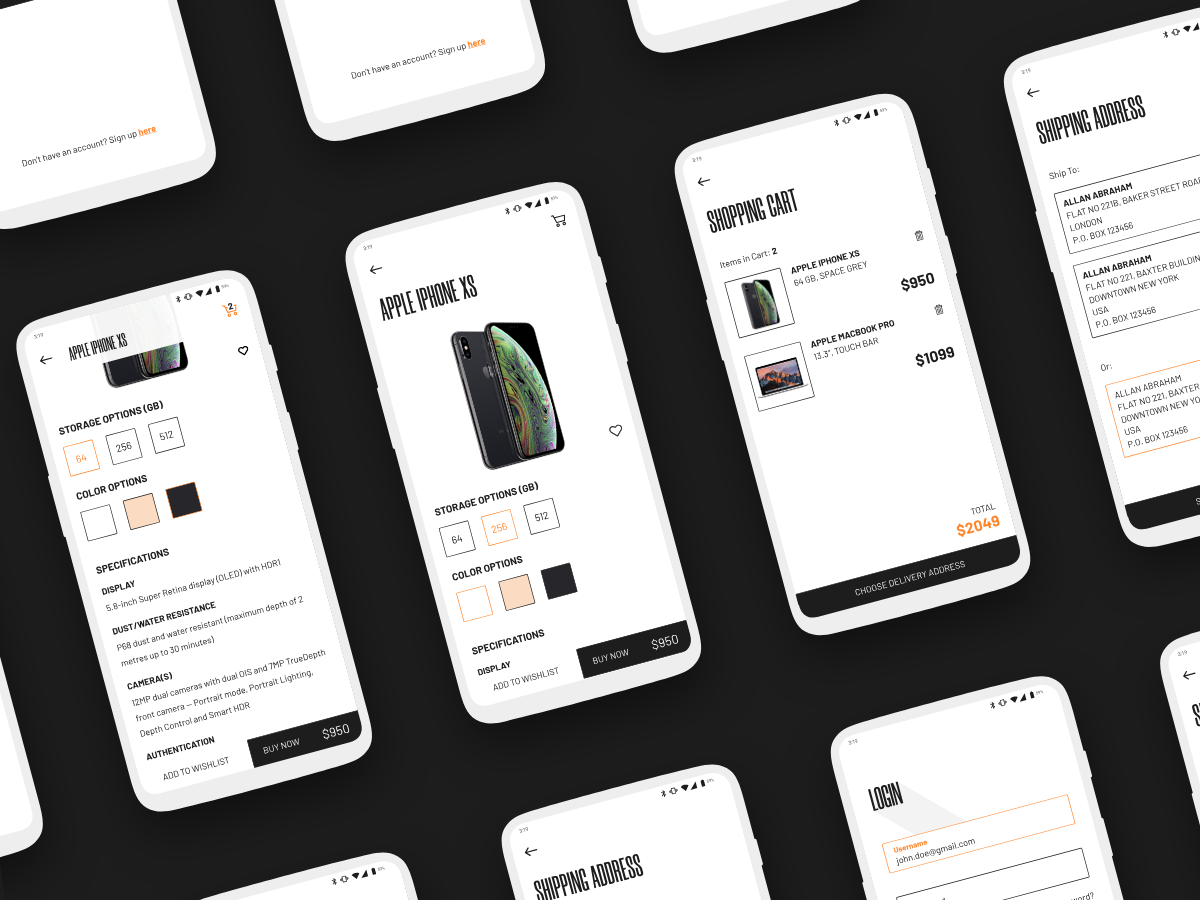 Don't have an account? Sign up here
Don't have an account? Sign up here
3:19
APPLE IPHONE XS
2
STORAGE OPTIONS (GB)
64
256
512
COLOR OPTIONS
SPECIFICATIONS
DISPLAY
5.8-inch Super Retina display (OLED) with HDR1
DUST/WATER RESISTANCE
P68 dust and water resistant (maximum depth of 2
metres up to 30 minutes)
CAMERA(S)
12MP dual cameras with dual OIS and 7MP TrueDepth
front camera — Portrait mode, Portrait Lighting,
Depth Control and Smart HDR
AUTHENTICATION
ADD TO WISHLIST
BUY NOW
$950
3:19
APPLE IPHONE XS
STORAGE OPTIONS (GB)
64
256
512
COLOR OPTIONS
SPECIFICATIONS
DISPLAY
ADD TO WISHLIST
BUY NOW
$950
3:19
SHOPPING CART
Items in Cart: 2
APPLE IPHONE XS
64 GB, SPACE GREY
$950
APPLE MACBOOK PRO
13.3", TOUCH BAR
$1099
TOTAL
$2049
CHOOSE DELIVERY ADDRESS
3:19
SHIPPING ADDRESS
Ship To:
ALLAN ABRAHAM
FLAT NO 221B, BAKER STREET ROAD
LONDON
P.O. BOX 123456
ALLAN ABRAHAM
FLAT NO 221, BAXTER BUILDIN
DOWNTOWN NEW YORK
USA
P.O. BOX 123456
Or:
ALLAN ABRAHAM
FLAT NO 221, BAXTER
DOWNTOWN NEW YO
USA
P.O. BOX 123456
3:19
SHIPPING ADDRESS
3:19
LOGIN
Username
john.doe@gmail.com
word?
3:19